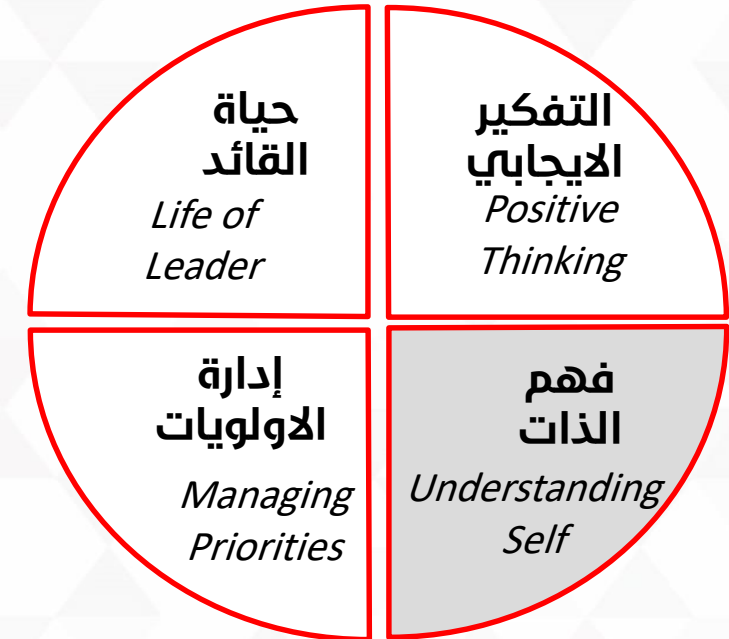 حياة
القائد
Life of
Leader
التفكير
الايجابي
Positive
Thinking
إدارة
الاولويات
Managing
Priorities
فهم
الذات
Understanding
Self